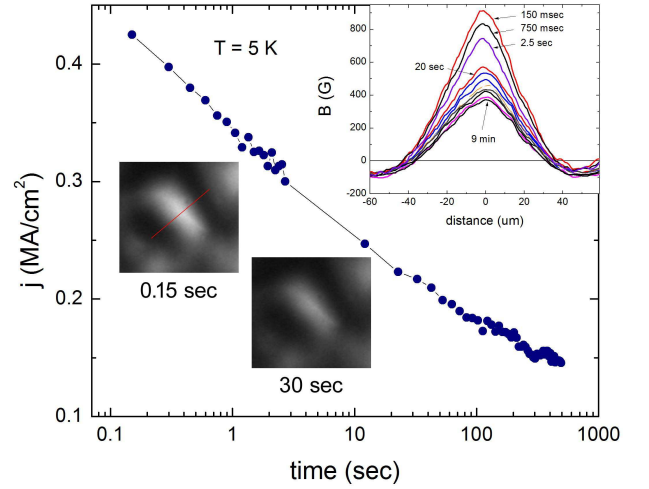 0.4
0.3
0.2
0.1
j (MA/cm²)
T = 5 K
0.15 sec
30 sec
0.1
1
10
100
1000
time (sec)
800
600
400
200
0
-200
B (G)
150 msec
750 msec
2.5 sec
20 sec
9 min
-60
-40
-20
0
20
40
distance (um)